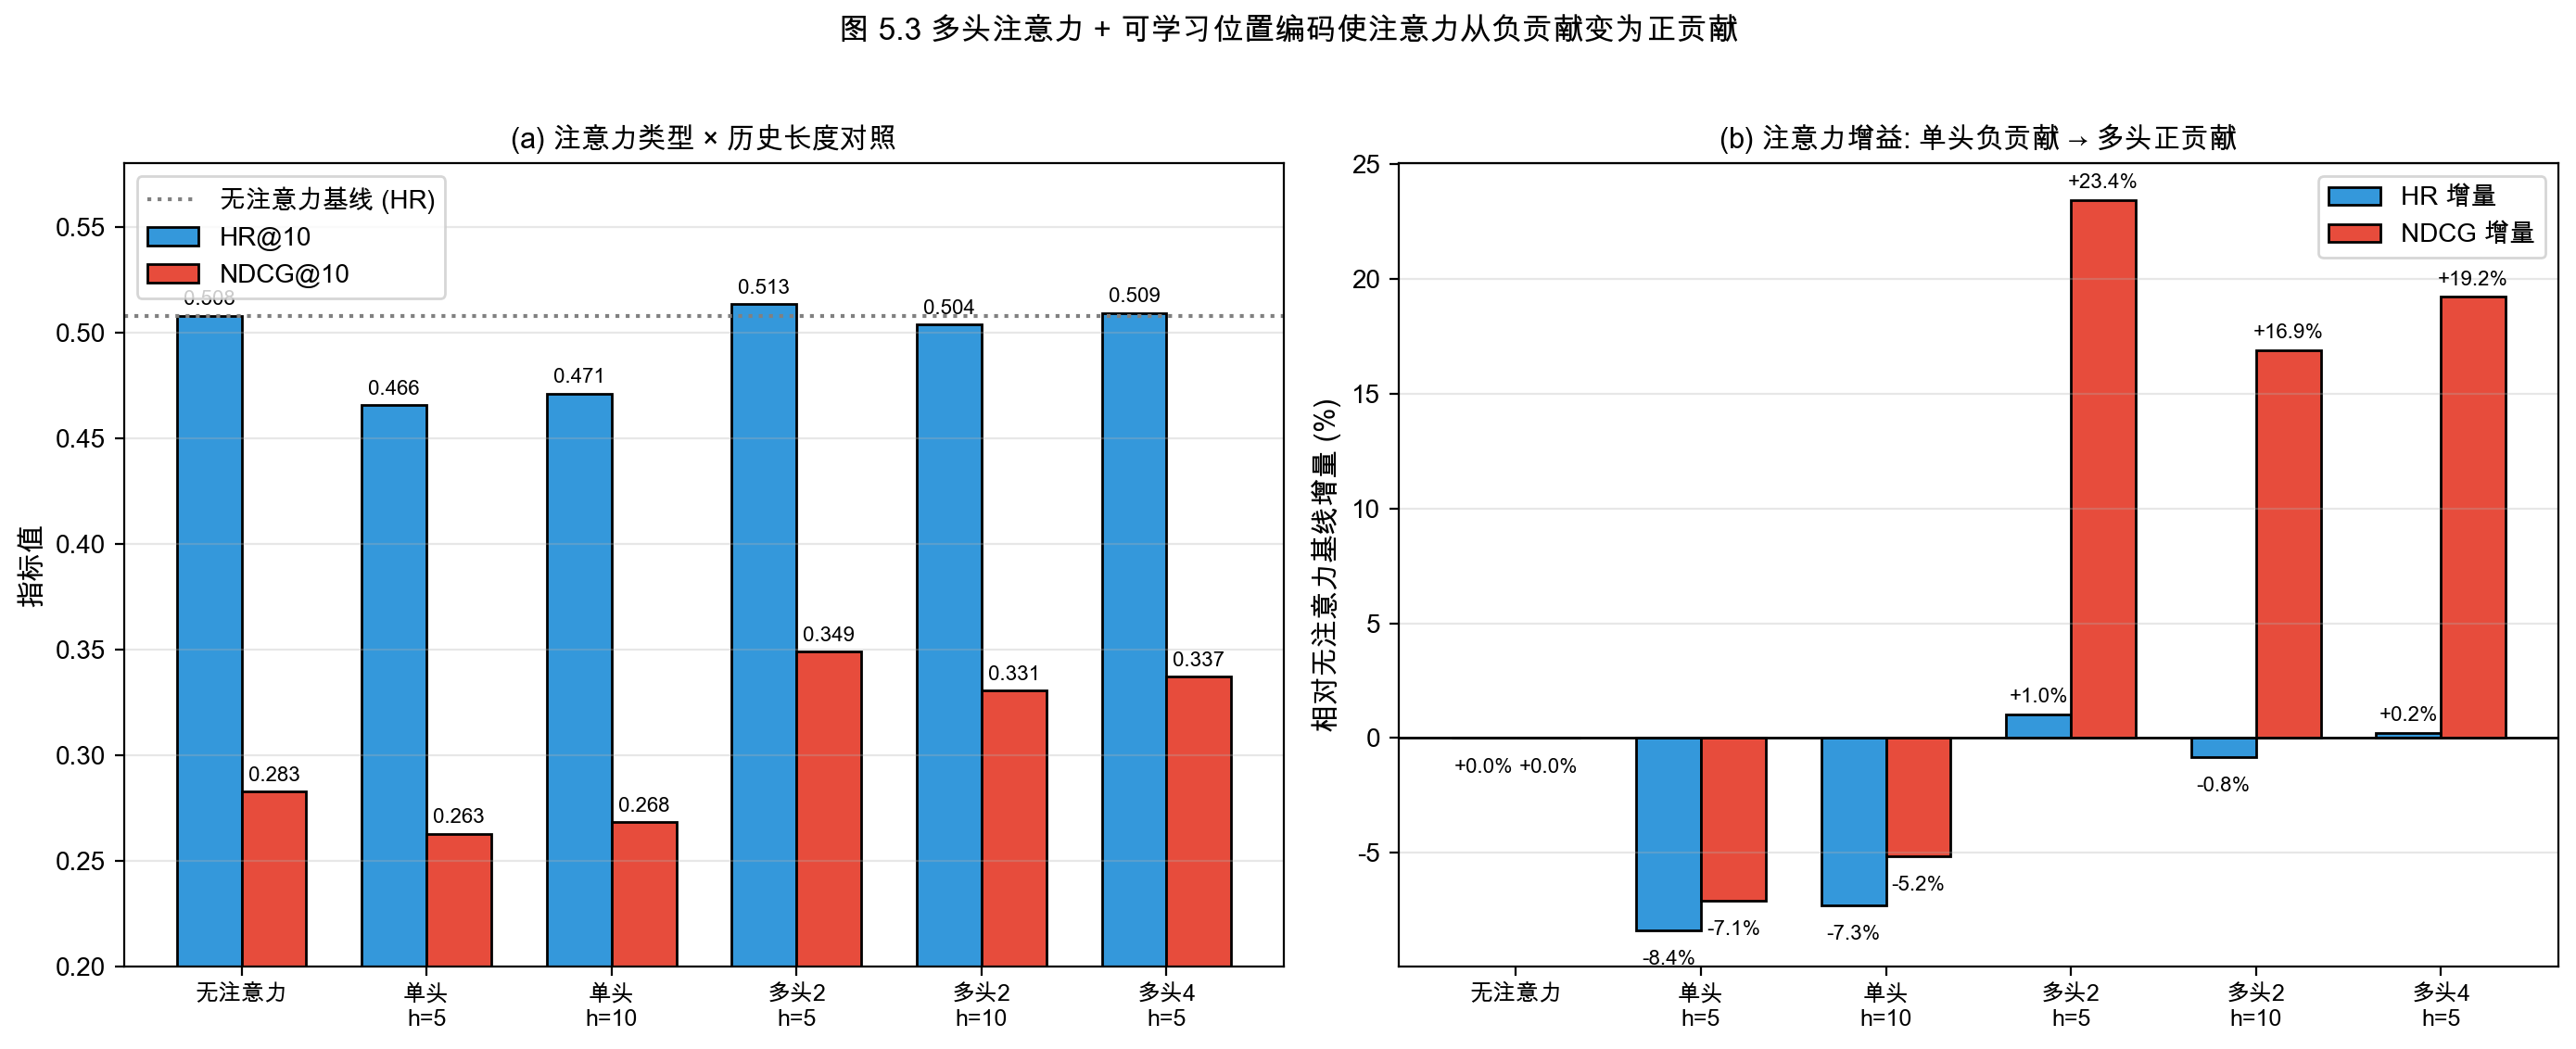 图 5.3 多头注意力 + 可学习位置编码使注意力从负贡献变为正贡献
(a) 注意力类型 × 历史长度对照
无注意力基线 (HR)
HR@10
NDCG@10
指标值
0.55
0.50
0.45
0.40
0.35
0.30
0.25
0.20
0.508
0.283
0.466
0.263
0.471
0.268
0.513
0.349
0.504
0.331
0.509
0.337
无注意力
单头
h=5
单头
h=10
多头2
h=5
多头2
h=10
多头4
h=5
(b) 注意力增益: 单头负贡献 → 多头正贡献
HR 增量
NDCG 增量
相对无注意力基线增量 (%)
25
20
15
10
5
0
-5
+0.0% +0.0%
-8.4%
-7.1%
-7.3%
-5.2%
+1.0%
+23.4%
-0.8%
+16.9%
+0.2%
+19.2%
无注意力
单头
h=5
单头
h=10
多头2
h=5
多头2
h=10
多头4
h=5